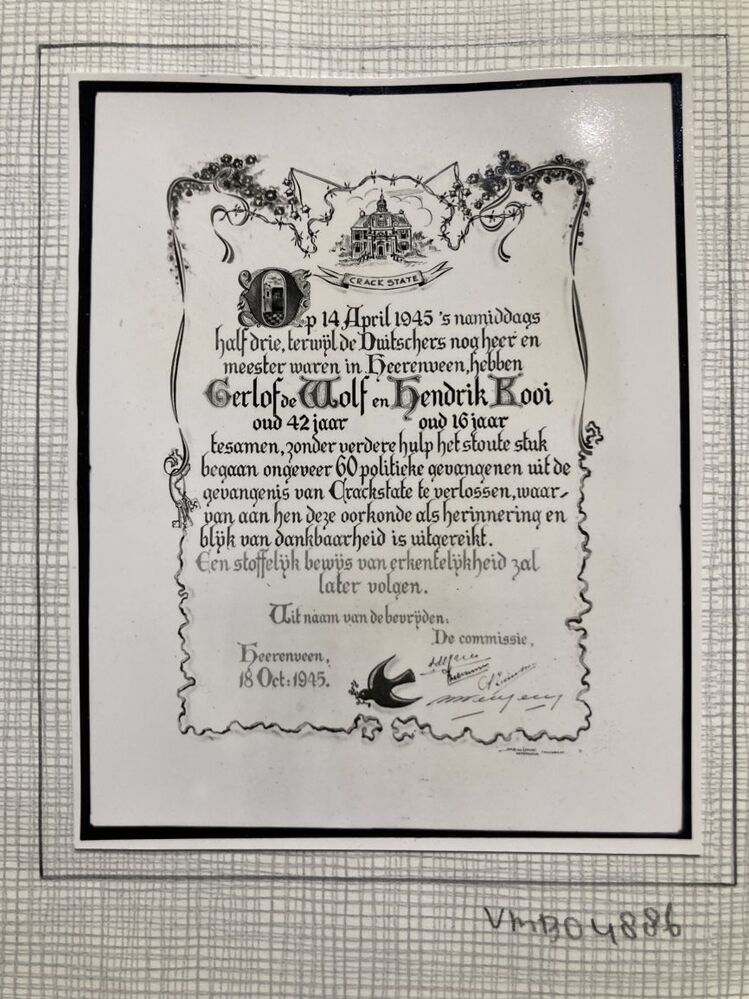 CRACKSTATE
Op 14 April 1945 's namiddags
half drie, terwijl de Duitschers nog heer en
meester waren in Heerenveen, hebben
Gerlof de Wolf en Hendrik Kooi
oud 42 jaar oud 16 jaar
tesamen, zonder verdere hulp het stoute stuk
begaan ongeveer 60 politieke gevangenen uit de
gevangenis van Crackstate te verlossen, waar-
van aan hen deze oorkonde als herinnering en
blijk van dankbaarheid is uitgereikt.
Een stoffelijk bewijs van erkentelijkheid zal
later volgen.
Uit naam van de bevrijden:
De commissie,
Heerenveen,
18 Oct: 1945.
VMB04886